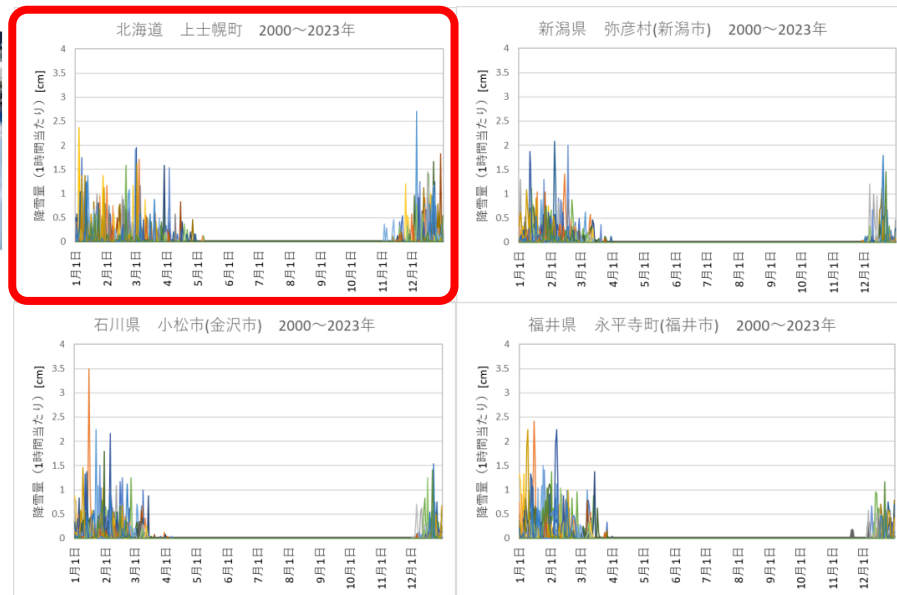 北海道　上士幌町　2000～2023年
降雪量（1時間当たり）[cm]
4
3.5
3
2.5
2
1.5
1
0.5
0
1月1日
2月1日
3月1日
4月1日
5月1日
6月1日
7月1日
8月1日
9月1日
10月1日
11月1日
12月1日
新潟県　弥彦村(新潟市)　2000～2023年
降雪量（1時間当たり）[cm]
4
3.5
3
2.5
2
1.5
1
0.5
0
1月1日
2月1日
3月1日
4月1日
5月1日
6月1日
7月1日
8月1日
9月1日
10月1日
11月1日
12月1日
石川県　小松市(金沢市)　2000～2023年
降雪量（1時間当たり）[cm]
4
3.5
3
2.5
2
1.5
1
0.5
0
1月1日
2月1日
3月1日
4月1日
5月1日
6月1日
7月1日
8月1日
9月1日
10月1日
11月1日
12月1日
福井県　永平寺町(福井市)　2000～2023年
降雪量（1時間当たり）[cm]
4
3.5
3
2.5
2
1.5
1
0.5
0
1月1日
2月1日
3月1日
4月1日
5月1日
6月1日
7月1日
8月1日
9月1日
10月1日
11月1日
12月1日